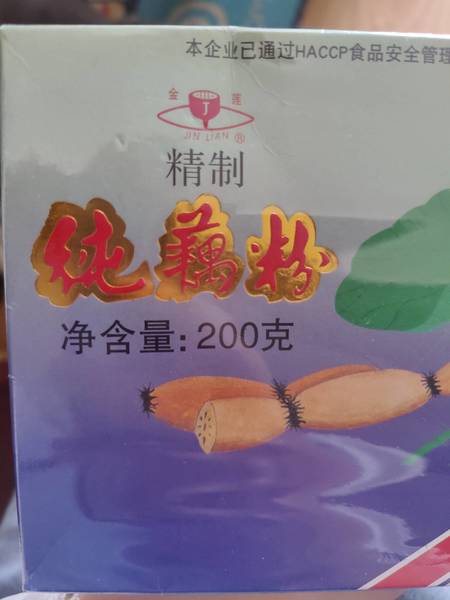 本企业已通过HACCP食品安全管理
金 莲
J
JIN LIAN ®
精制
纯藕粉
净含量:200克